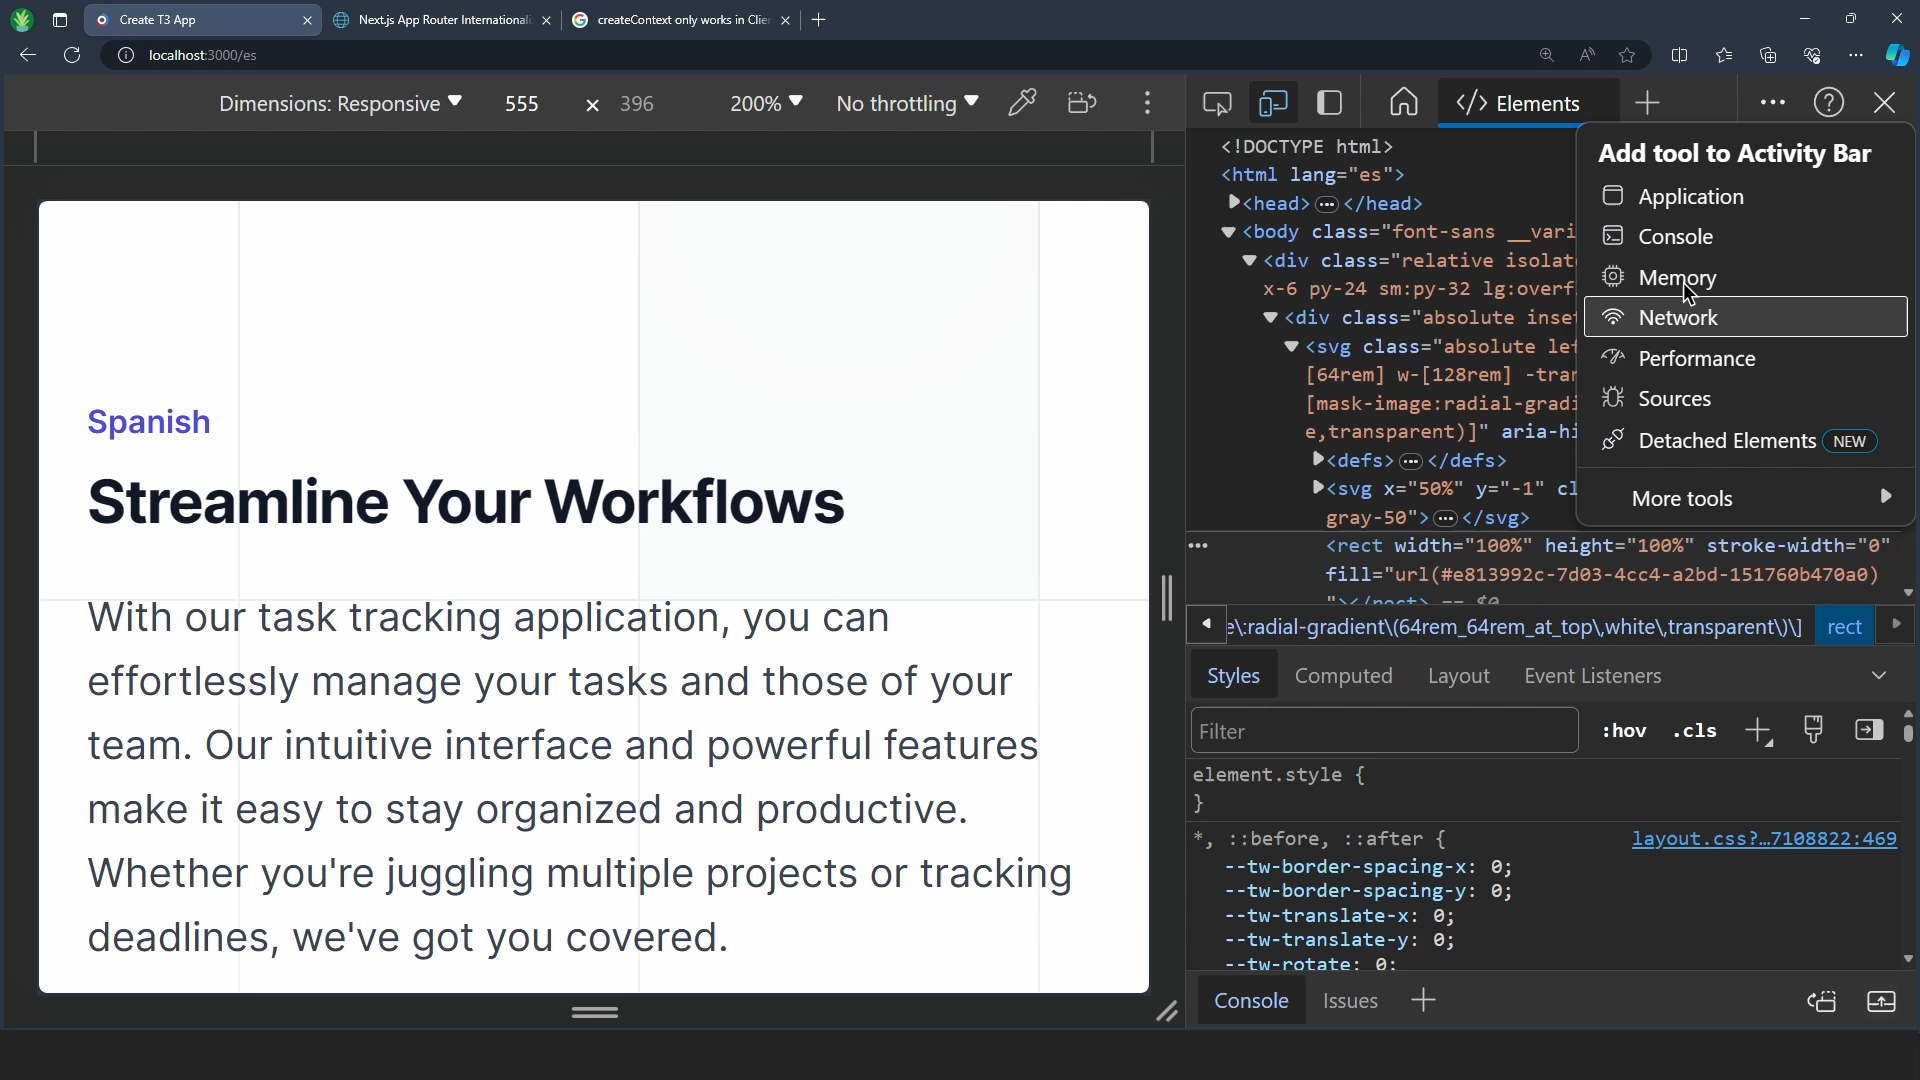 Create T3 App
Next.js App Router Internationali
createContext only works in Clie
localhost:3000/es
Dimensions: Responsive
555
×
396
200%
No throttling
Elements
<!DOCTYPE html>
<html lang="es">
<head> ... </head>
<body class="font-sans __vari
<div class="relative isolat
x-6 py-24 sm:py-32 lg:overf
<div class="absolute inse
<svg class="absolute lef
[64rem] w-[128rem] -tran
[mask-image:radial-gradi
e,transparent)]" aria-hi
<defs> ... </defs>
<svg x="50%" y="-1" cl
gray-50"> ... </svg>
<rect width="100%" height="100%" stroke-width="0"
fill="url(#e813992c-7d03-4cc4-a2bd-151760b470a0)
"></rect> == $0
Add tool to Activity Bar
Application
Console
Memory
Network
Performance
Sources
Detached Elements NEW
More tools
e\:radial-gradient\(64rem_64rem_at_top\,white\,transparent\)\]
rect
Styles
Computed
Layout
Event Listeners
Filter
:hov
.cls
element.style {
}
*, ::before, ::after {
layout.css?…7108822:469
--tw-border-spacing-x: 0;
--tw-border-spacing-y: 0;
--tw-translate-x: 0;
--tw-translate-y: 0;
--tw-rotate: 0;
Console
Issues
Spanish
Streamline Your Workflows
With our task tracking application, you can
effortlessly manage your tasks and those of your
team. Our intuitive interface and powerful features
make it easy to stay organized and productive.
Whether you're juggling multiple projects or tracking
deadlines, we've got you covered.